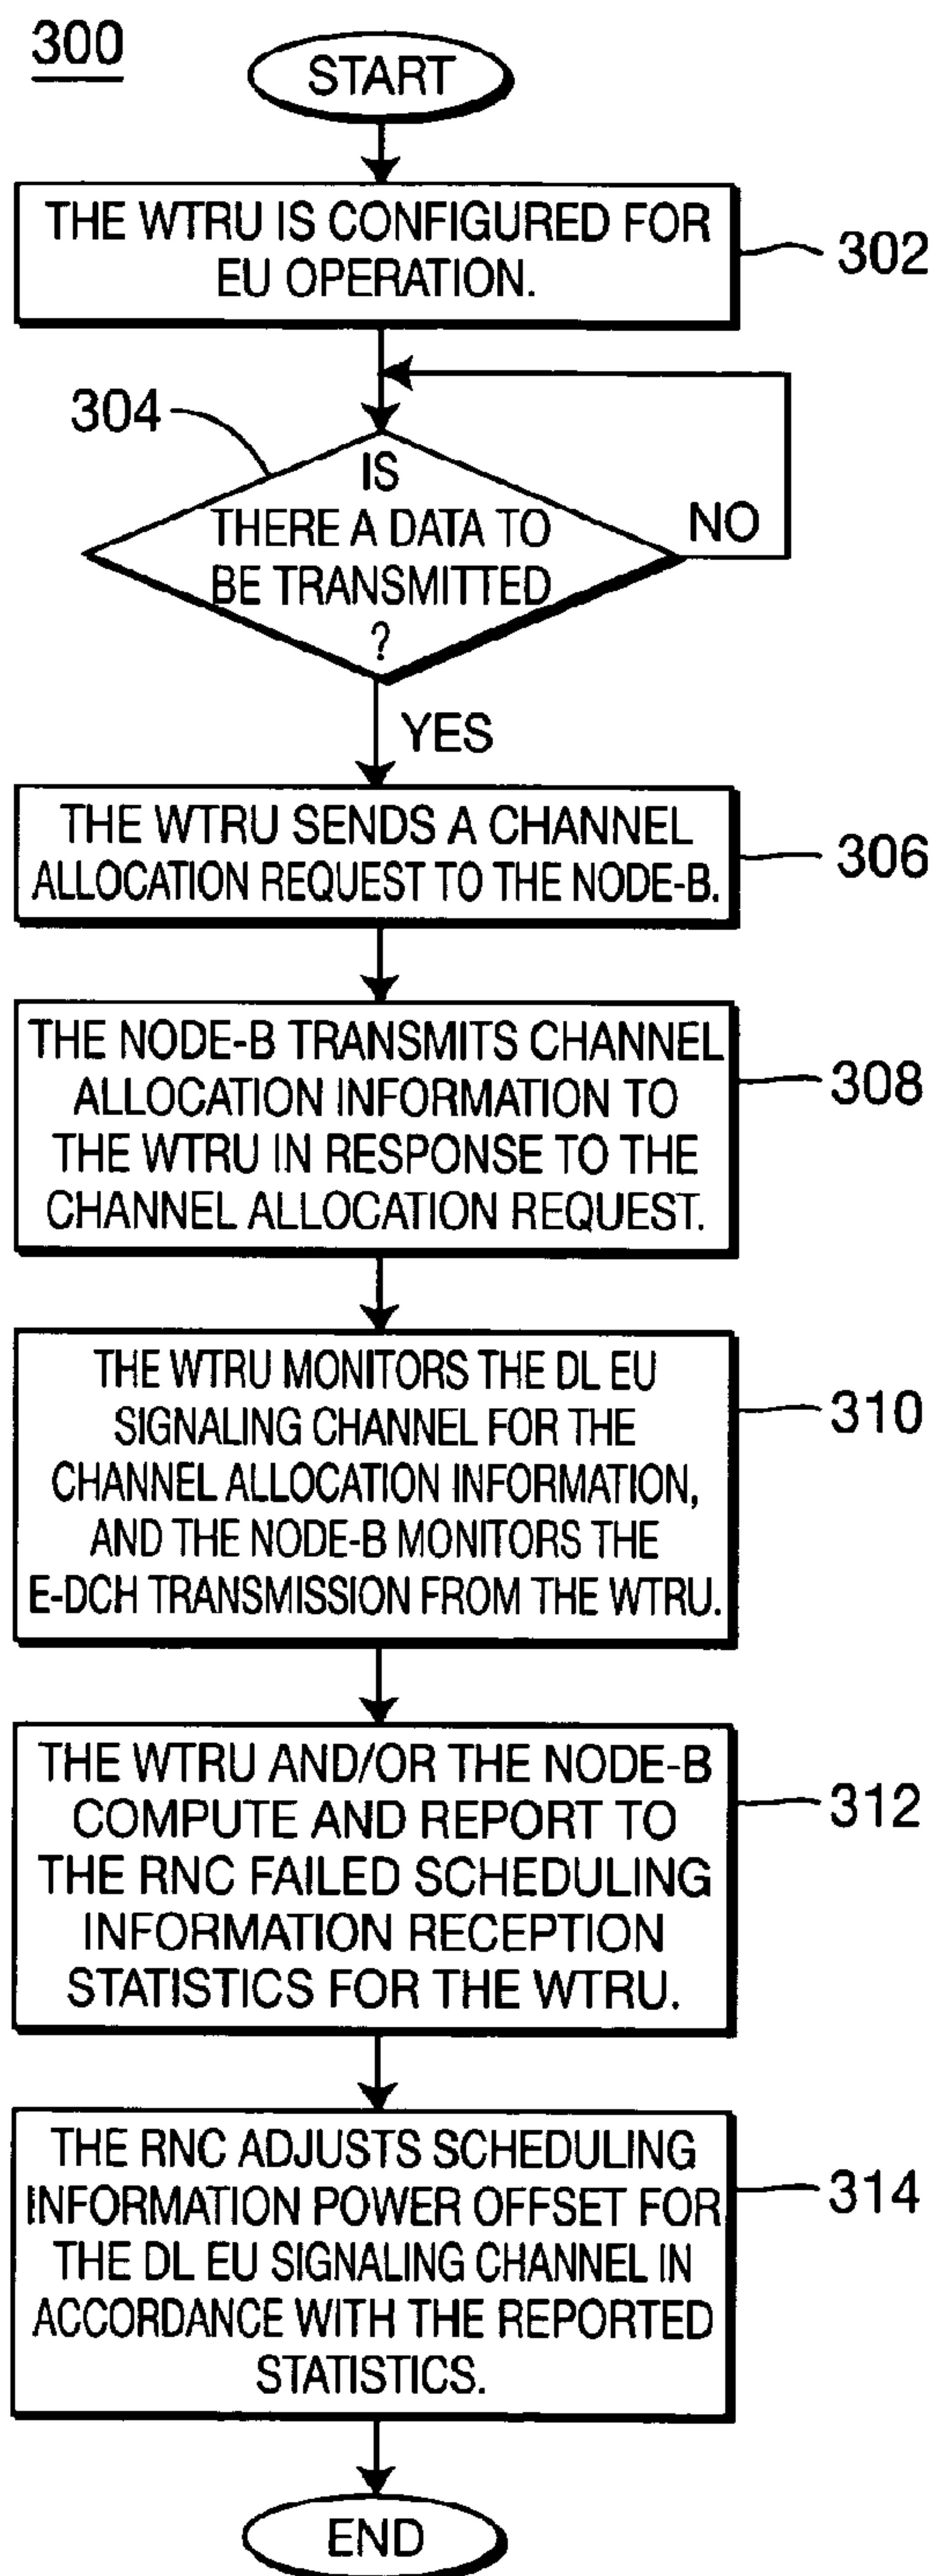 300
START
THE WTRU IS CONFIGURED FOR
EU OPERATION.
302
304
IS
THERE A DATA TO
BE TRANSMITTED
?
NO
YES
THE WTRU SENDS A CHANNEL
ALLOCATION REQUEST TO THE NODE-B.
306
THE NODE-B TRANSMITS CHANNEL
ALLOCATION INFORMATION TO
THE WTRU IN RESPONSE TO THE
CHANNEL ALLOCATION REQUEST.
308
THE WTRU MONITORS THE DL EU
SIGNALING CHANNEL FOR THE
CHANNEL ALLOCATION INFORMATION,
AND THE NODE-B MONITORS THE
E-DCH TRANSMISSION FROM THE WTRU.
310
THE WTRU AND/OR THE NODE-B
COMPUTE AND REPORT TO
THE RNC FAILED SCHEDULING
INFORMATION RECEPTION
STATISTICS FOR THE WTRU.
312
THE RNC ADJUSTS SCHEDULING
INFORMATION POWER OFFSET FOR
THE DL EU SIGNALING CHANNEL IN
ACCORDANCE WITH THE REPORTED
STATISTICS.
314
END